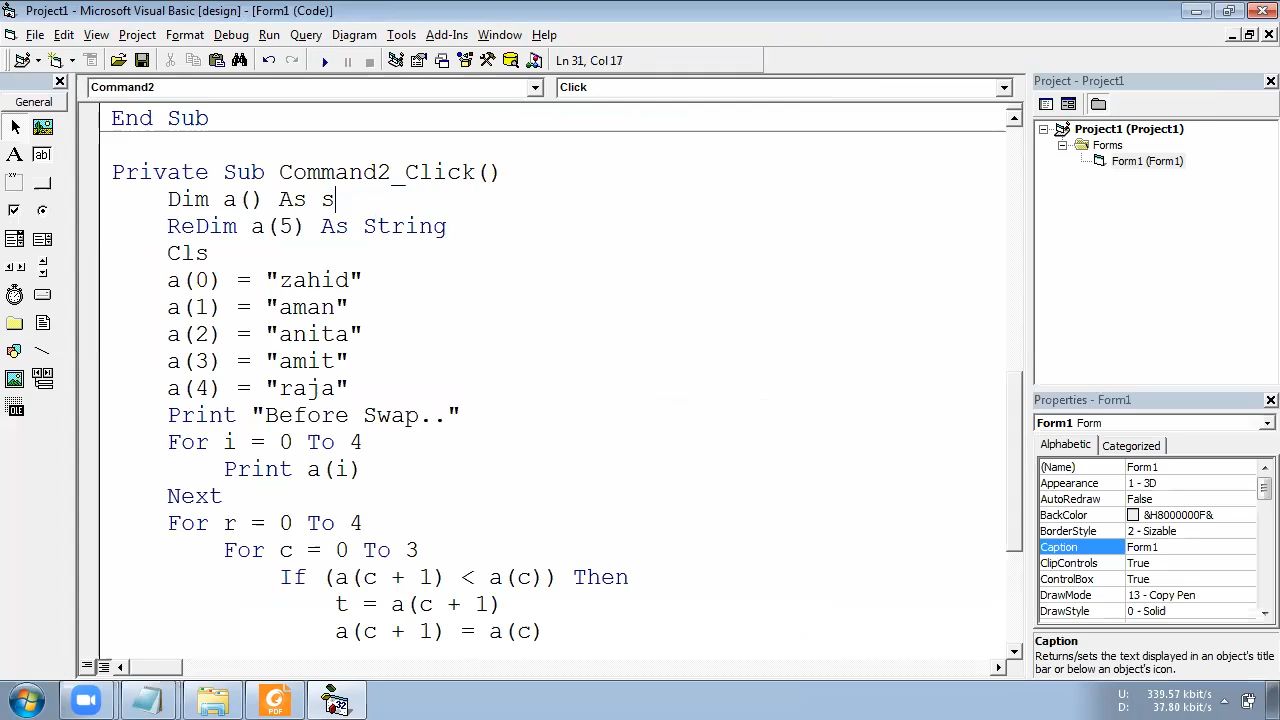 Project1 - Microsoft Visual Basic [design] - [Form1 (Code)]
File Edit View Project Format Debug Run Query Diagram Tools Add-Ins Window Help
Ln 31, Col 17
General
Command2 Click
End Sub
Private Sub Command2_Click()
Dim a() As s
ReDim a(5) As String
Cls
a(0) = "zahid"
a(1) = "aman"
a(2) = "anita"
a(3) = "amit"
a(4) = "raja"
Print "Before Swap.."
For i = 0 To 4
Print a(i)
Next
For r = 0 To 4
For c = 0 To 3
If (a(c + 1) < a(c)) Then
t = a(c + 1)
a(c + 1) = a(c)
Project - Project1
Project1 (Project1)
Forms
Form1 (Form1)
Properties - Form1
Form1 Form
Alphabetic Categorized
(Name) Form1
Appearance 1 - 3D
AutoRedraw False
BackColor &H8000000F&
BorderStyle 2 - Sizable
Caption Form1
ClipControls True
ControlBox True
DrawMode 13 - Copy Pen
DrawStyle 0 - Solid
Caption
Returns/sets the text displayed in an object's title
bar or below an object's icon.
A ab|
OLE
PDF
32
U: 339.57 kbit/s
D: 37.80 kbit/s